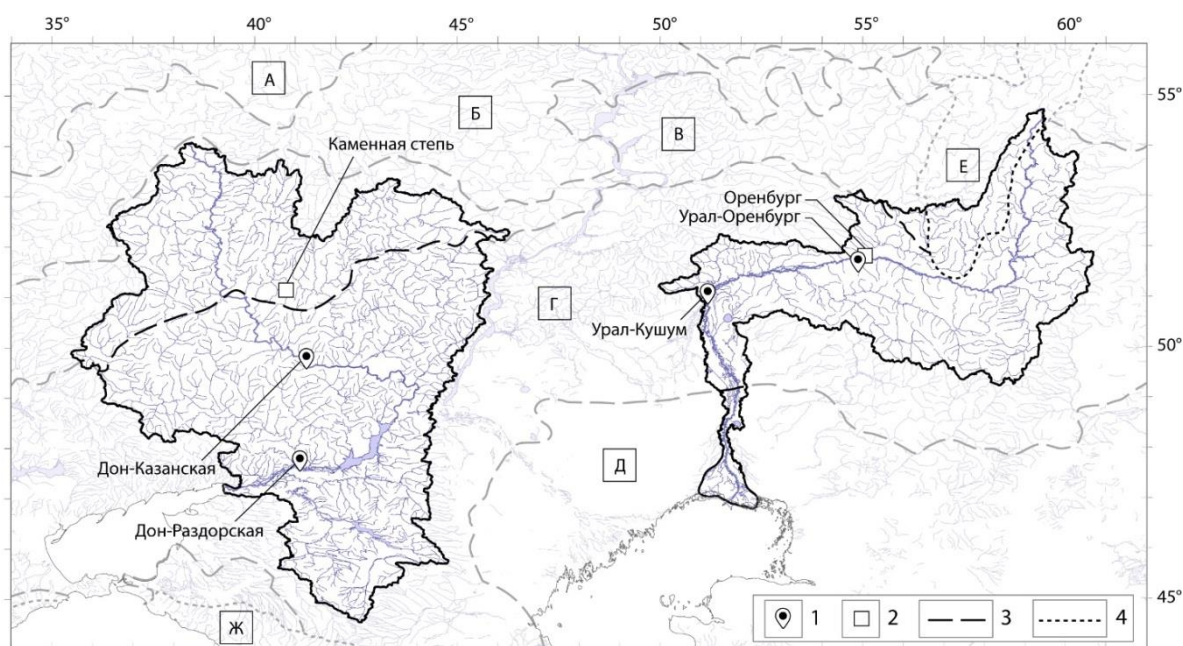 35° 40° 45° 50° 55° 60°
А
Б
В
55°
Каменная степь
Е
Оренбург
Урал-Оренбург
Г
Урал-Кушум
50°
Дон-Казанская
Д
Дон-Раздорская
45°
Ж
1 2 3 4